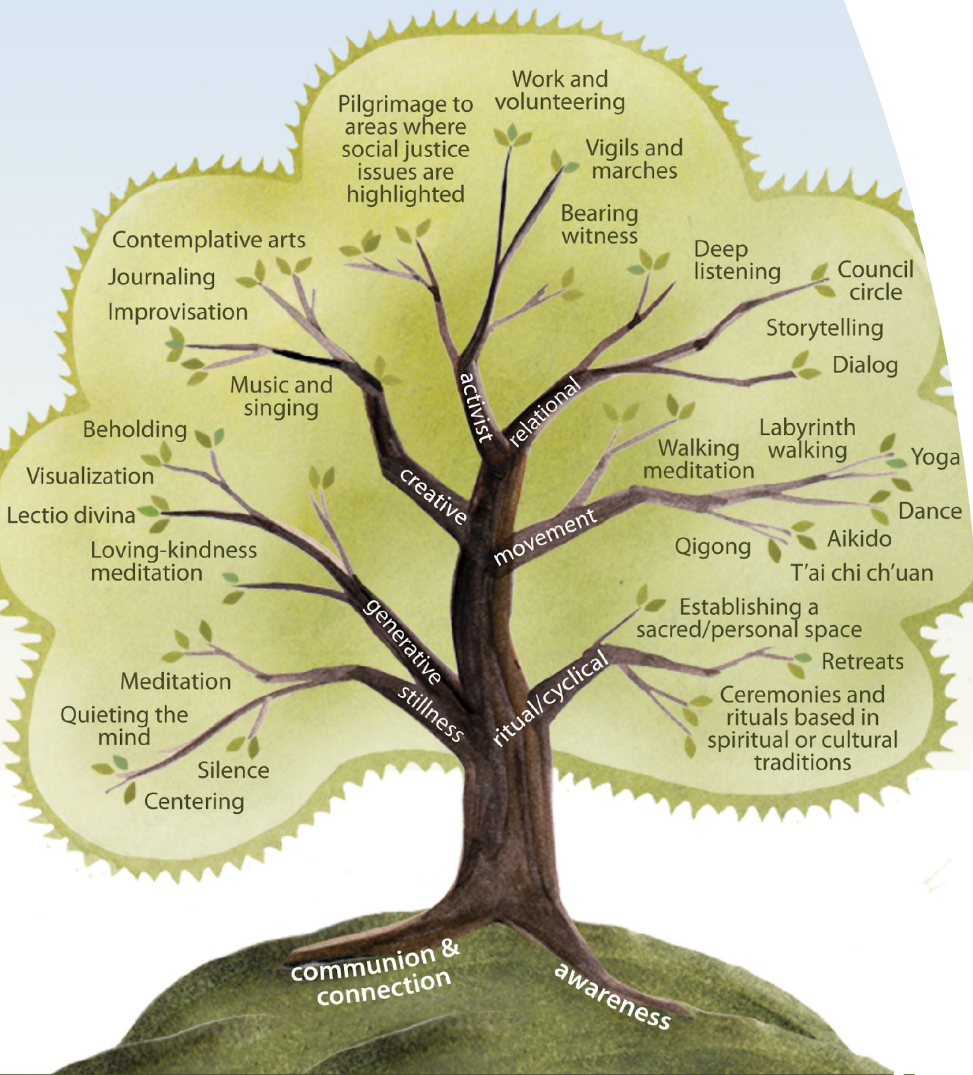 Work and
volunteering
Pilgrimage to
areas where
social justice
issues are
highlighted
Vigils and
marches
Bearing
witness
Deep
listening
Council
circle
Storytelling
Dialog
Contemplative arts
Journaling
Improvisation
Music and
singing
activist
relational
Beholding
Visualization
Lectio divina
Loving-kindness
meditation
creative
movement
Walking
meditation
Labyrinth
walking
Yoga
Dance
Aikido
Qigong
T'ai chi ch'uan
generative
stillness
ritual/cyclical
Establishing a
sacred/personal space
Retreats
Ceremonies and
rituals based in
spiritual or cultural
traditions
Meditation
Quieting the
mind
Silence
Centering
communion &
connection
awareness